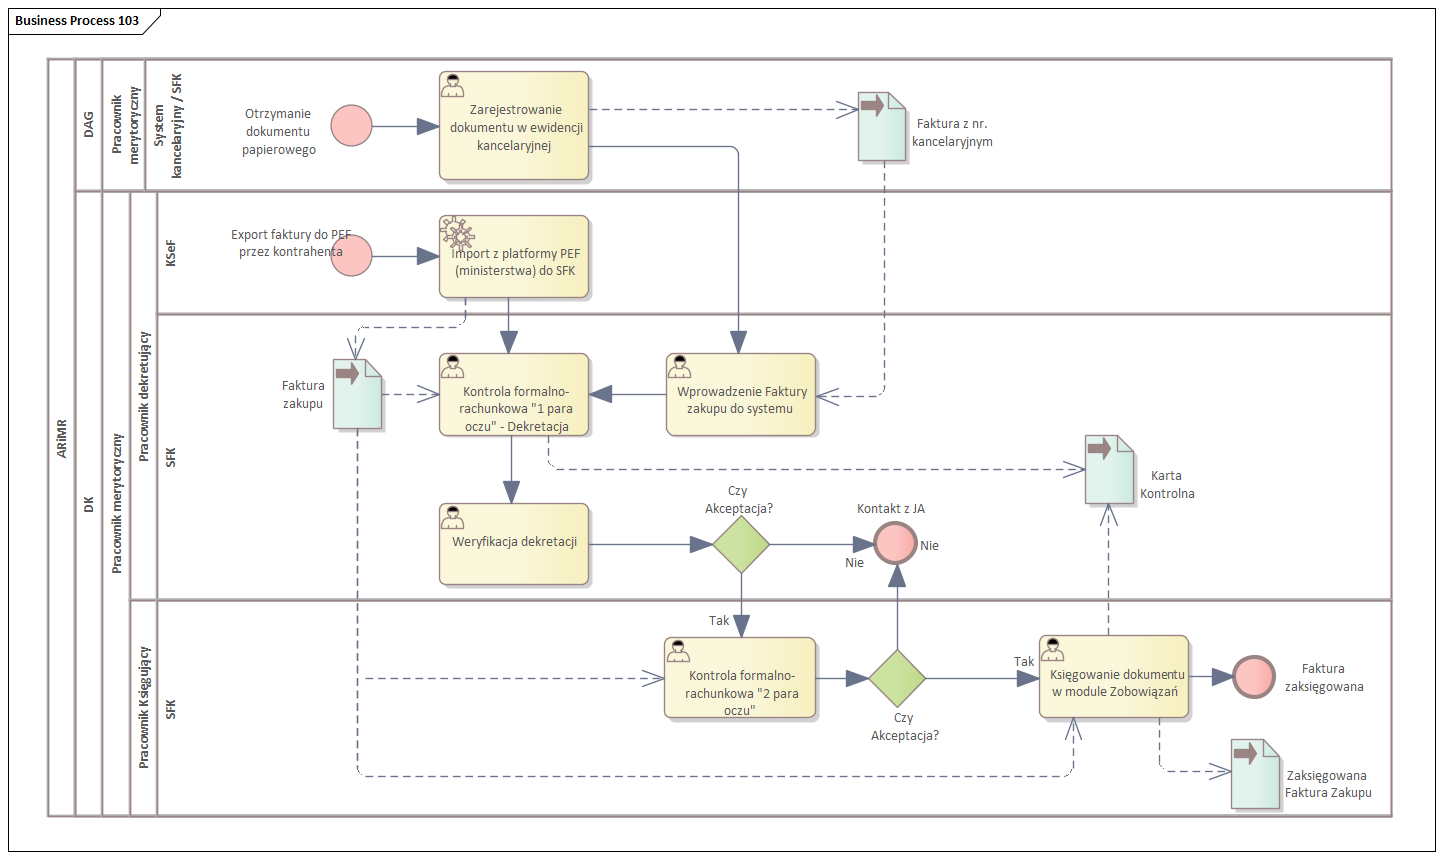 Business Process 103
ARiMR
DAG
Pracownik
merytoryczny
System
kancelaryjny / SFK
Otrzymanie
dokumentu
papierowego
Zarejestrowanie
dokumentu w ewidencji
kancelaryjnej
Faktura z nr.
kancelaryjnym
DK
Pracownik merytoryczny
Pracownik dekretujący
KSeF
Export faktury do PEF
przez kontrahenta
Import z platformy PEF
(ministerstwa) do SFK
SFK
Faktura
zakupu
Kontrola formalno-
rachunkowa "1 para
oczu" - Dekretacja
Wprowadzenie Faktury
zakupu do systemu
Karta
Kontrolna
Weryfikacja dekretacji
Czy
Akceptacja?
Kontakt z JA
Nie
Nie
Tak
Pracownik Księgujący
SFK
Kontrola formalno-
rachunkowa "2 para
oczu"
Czy
Akceptacja?
Tak
Księgowanie dokumentu
w module Zobowiązań
Faktura
zaksięgowana
Zaksięgowana
Faktura Zakupu